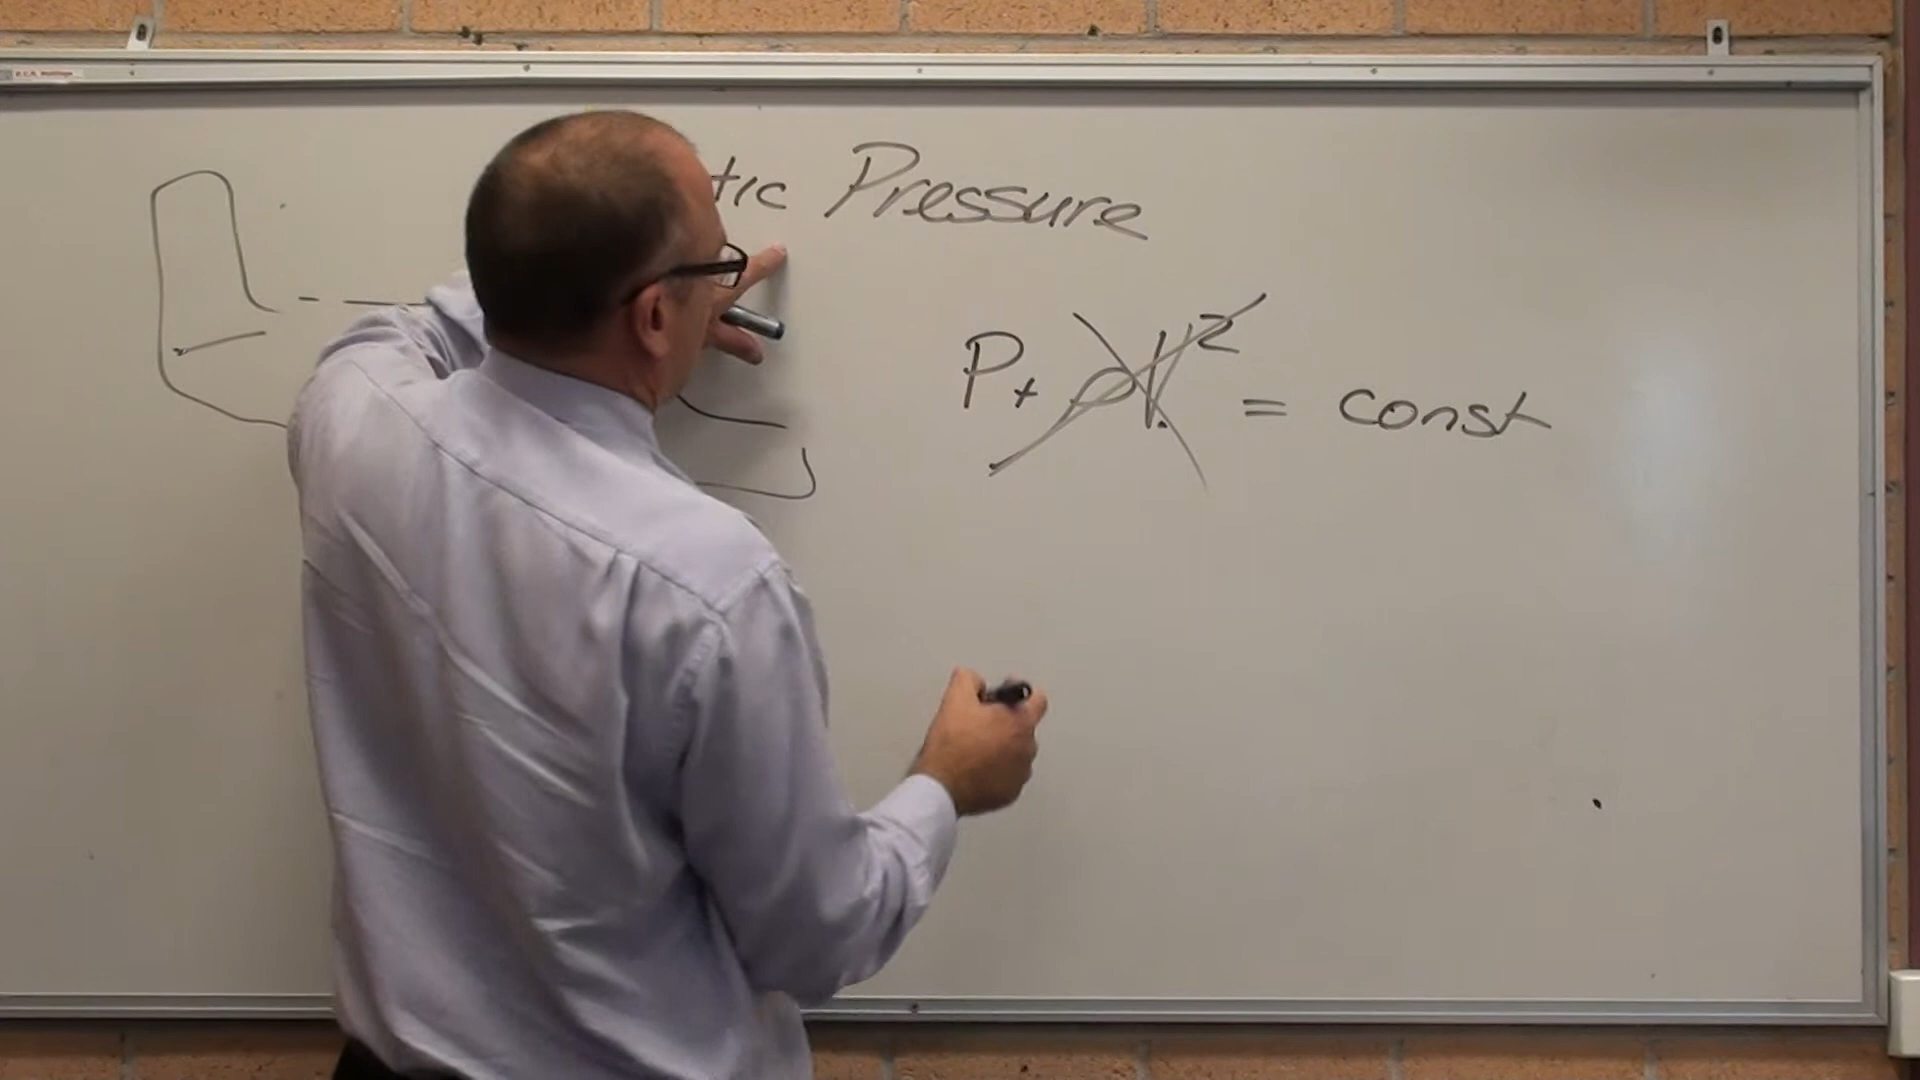 tic Pressure
P + ρV² = const